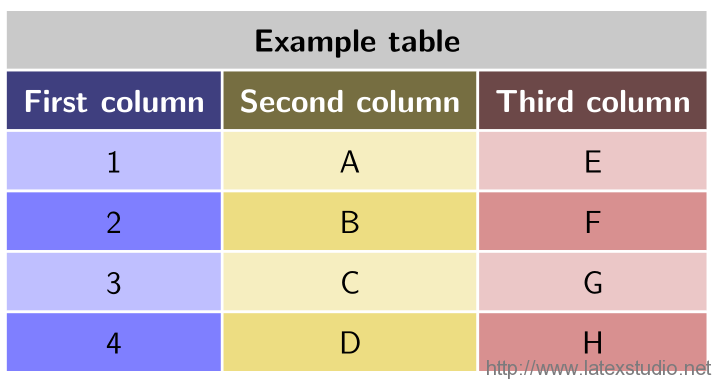 Example table
First column Second column Third column
1 A E
2 B F
3 C G
4 D H
http://www.latexstudio.net